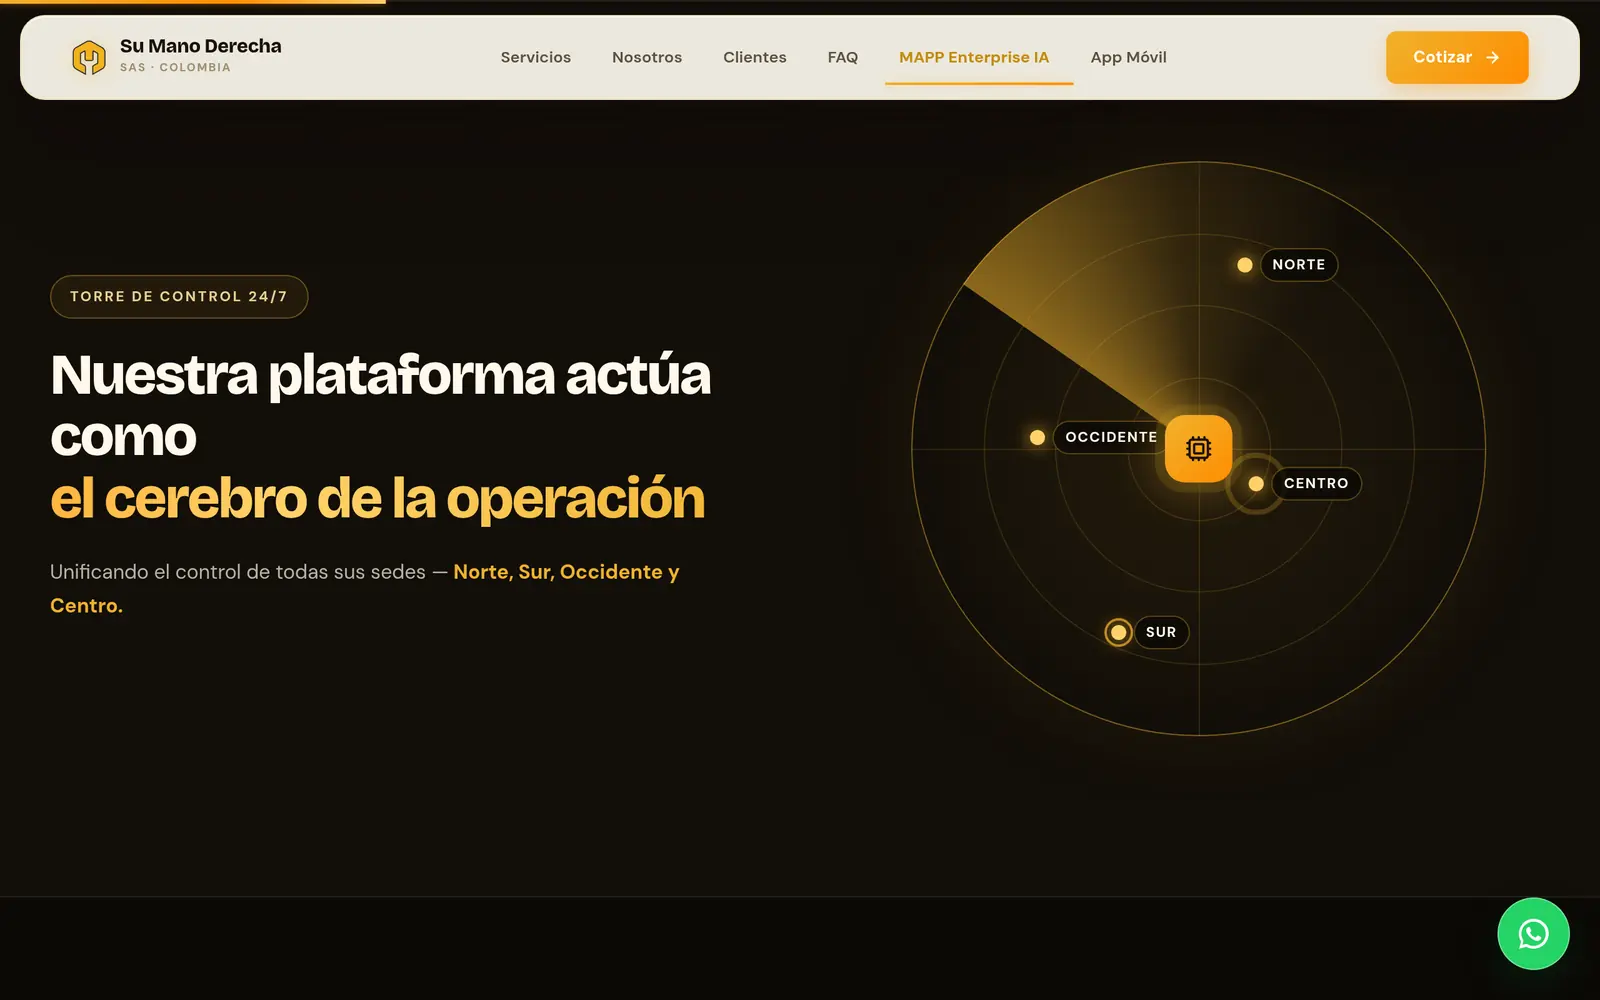 Su Mano Derecha
SAS · COLOMBIA
Servicios
Nosotros
Clientes
FAQ
MAPP Enterprise IA
App Móvil
Cotizar →
TORRE DE CONTROL 24/7
Nuestra plataforma actúa
como
el cerebro de la operación
Unificando el control de todas sus sedes — Norte, Sur, Occidente y
Centro.
NORTE
OCCIDENTE
CENTRO
SUR